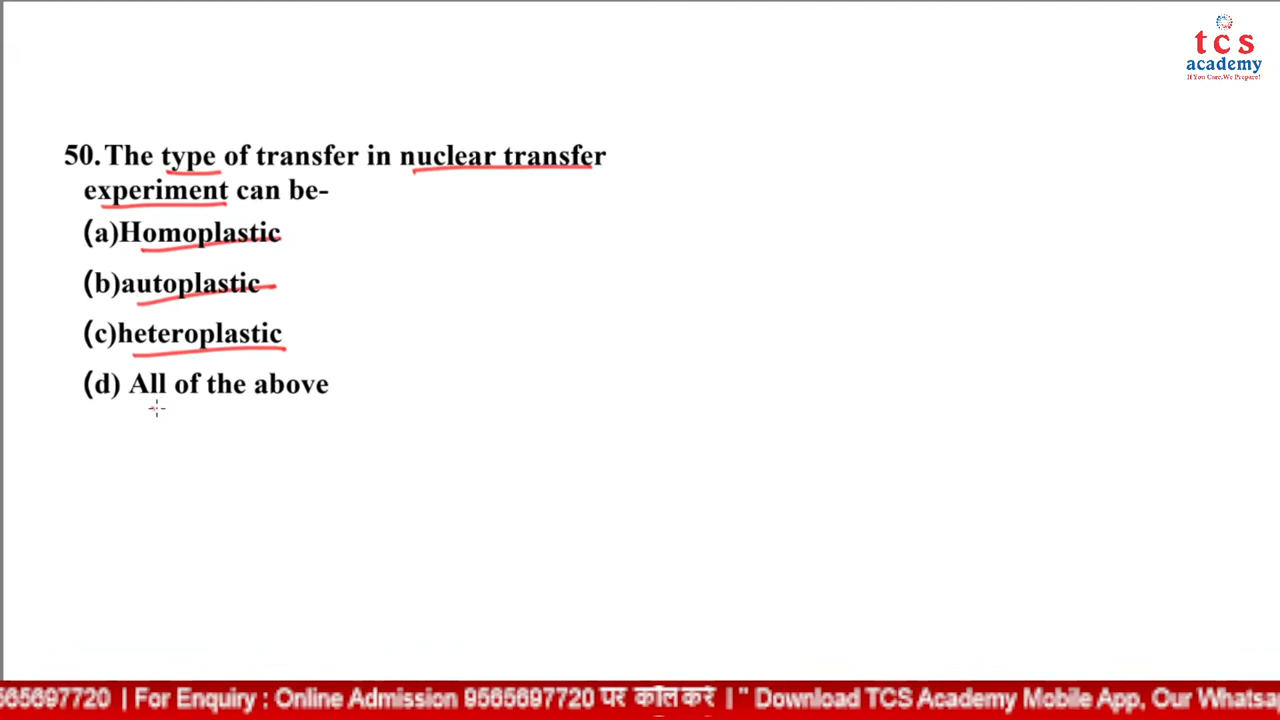 tcs
academy
If You Care,We Prepare!
50.The type of transfer in nuclear transfer
experiment can be-
(a)Homoplastic
(b)autoplastic
(c)heteroplastic
(d) All of the above
565697720 | For Enquiry : Online Admission 9565697720 पर कॉल करें | " Download TCS Academy Mobile App, Our Whatsa